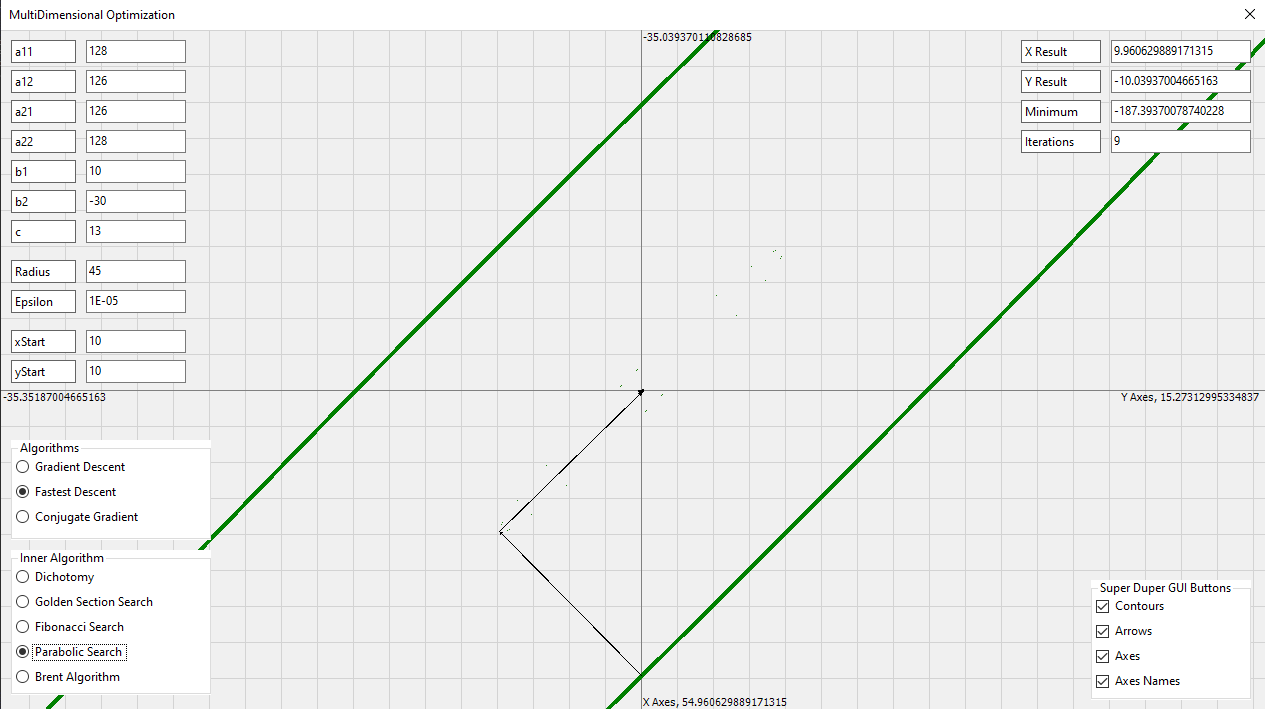 MultiDimensional Optimization
a11 128
a12 126
a21 126
a22 128
b1 10
b2 -30
c 13
Radius 45
Epsilon 1E-05
xStart 10
yStart 10
-35.039370110828685
X Result 9.960629889171315
Y Result -10.03937004665163
Minimum -187.39370078740228
Iterations 9
-35.35187004665163
Y Axes, 15.27312995334837
Algorithms
Gradient Descent
Fastest Descent
Conjugate Gradient
Inner Algorithm
Dichotomy
Golden Section Search
Fibonacci Search
Parabolic Search
Brent Algorithm
X Axes, 54.960629889171315
Super Duper GUI Buttons
Contours
Arrows
Axes
Axes Names